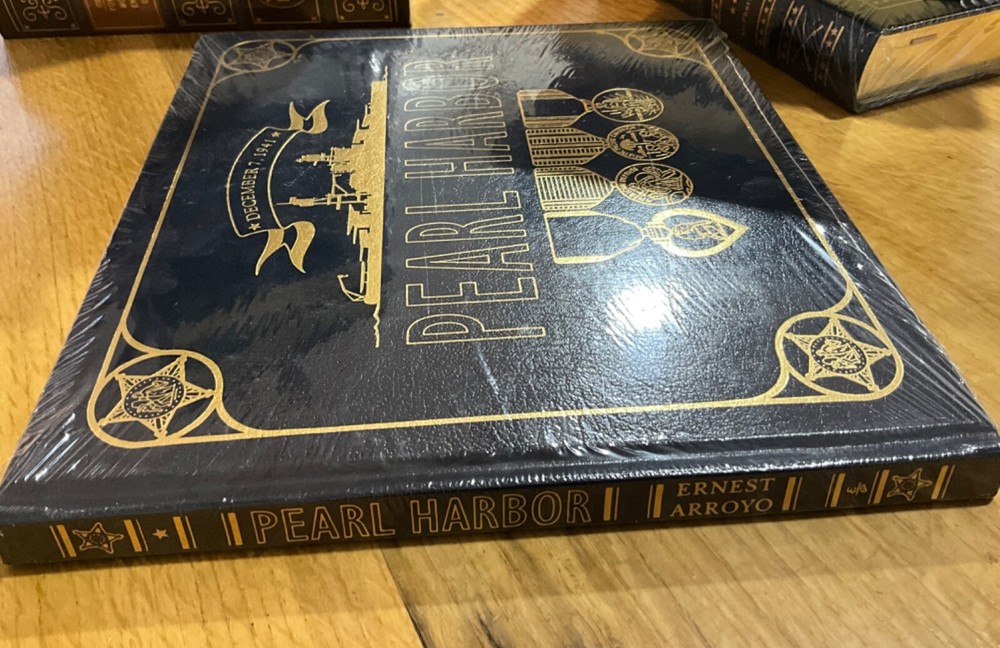 DECEMBER 7, 1941
PEARL HARBOR
PEARL HARBOR
ERNEST
ARROYO